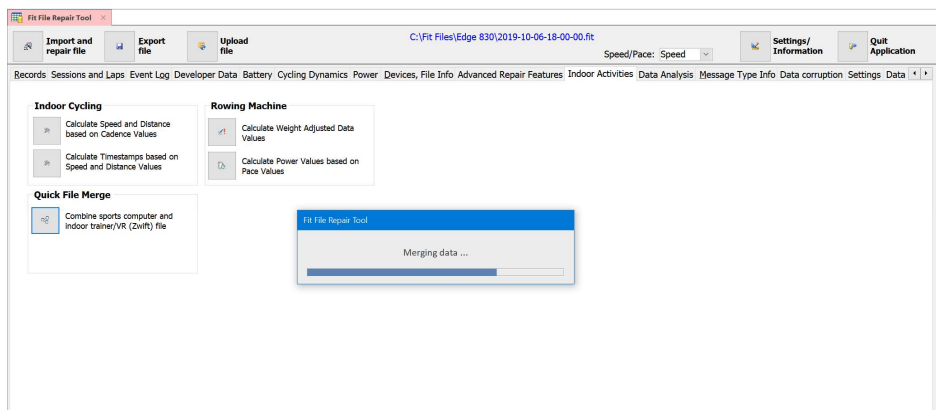 Fit File Repair Tool
Import and
repair file
Export
file
Upload
file
C:\Fit Files\Edge 830\2019-10-06-18-00-00.fit
Speed/Pace: Speed
Settings/
Information
Quit
Application
Records Sessions and Laps Event Log Developer Data Battery Cycling Dynamics Power Devices, File Info Advanced Repair Features Indoor Activities Data Analysis Message Type Info Data corruption Settings Data
Indoor Cycling
Calculate Speed and Distance
based on Cadence Values
Calculate Timestamps based on
Speed and Distance Values
Rowing Machine
Calculate Weight Adjusted Data
Values
Calculate Power Values based on
Pace Values
Quick File Merge
Combine sports computer and
indoor trainer/VR (Zwift) file
Fit File Repair Tool
Merging data ...